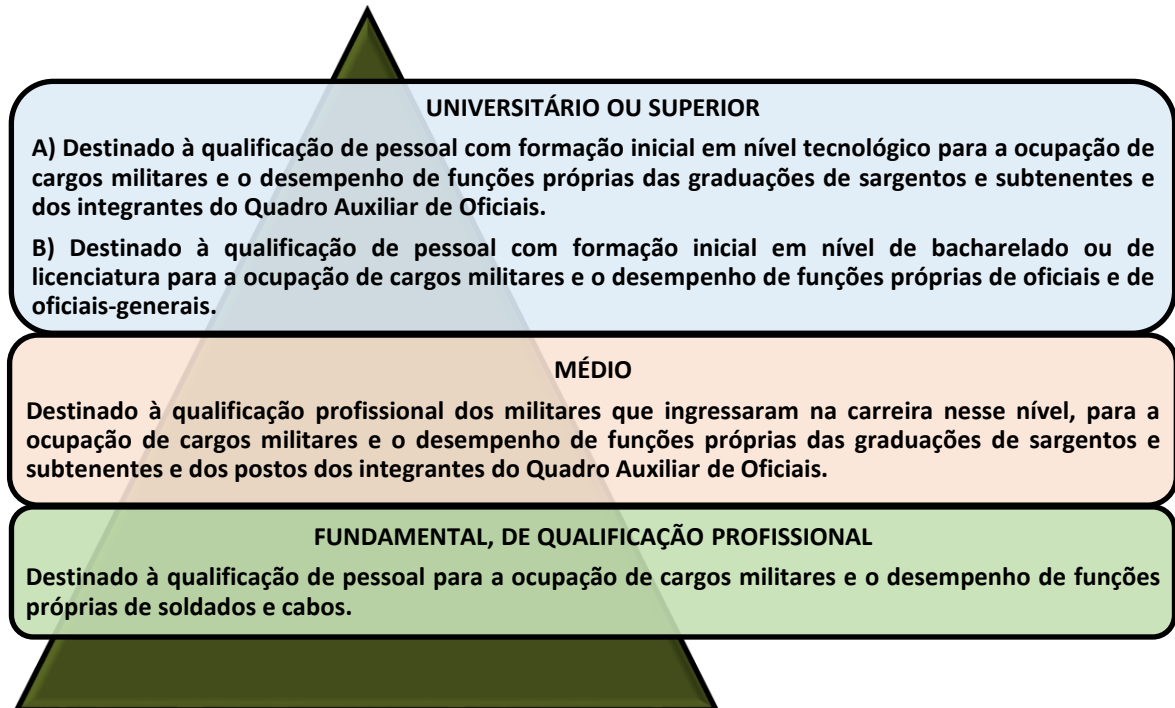 UNIVERSITÁRIO OU SUPERIOR
A) Destinado à qualificação de pessoal com formação inicial em nível tecnológico para a ocupação de
cargos militares e o desempenho de funções próprias das graduações de sargentos e subtenentes e
dos integrantes do Quadro Auxiliar de Oficiais.
B) Destinado à qualificação de pessoal com formação inicial em nível de bacharelado ou de
licenciatura para a ocupação de cargos militares e o desempenho de funções próprias de oficiais e de
oficiais-generais.
MÉDIO
Destinado à qualificação profissional dos militares que ingressaram na carreira nesse nível, para a
ocupação de cargos militares e o desempenho de funções próprias das graduações de sargentos e
subtenentes e dos postos dos integrantes do Quadro Auxiliar de Oficiais.
FUNDAMENTAL, DE QUALIFICAÇÃO PROFISSIONAL
Destinado à qualificação de pessoal para a ocupação de cargos militares e o desempenho de funções
próprias de soldados e cabos.